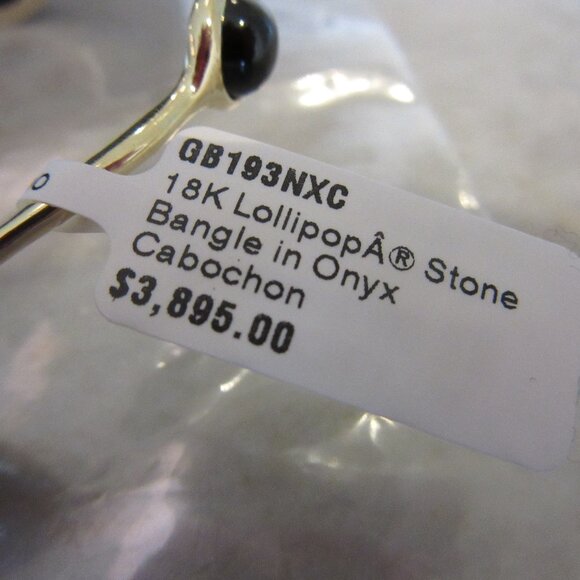 O
GB193NXC
18K LollipopÂ® Stone
Bangle in Onyx
Cabochon
$3,895.00